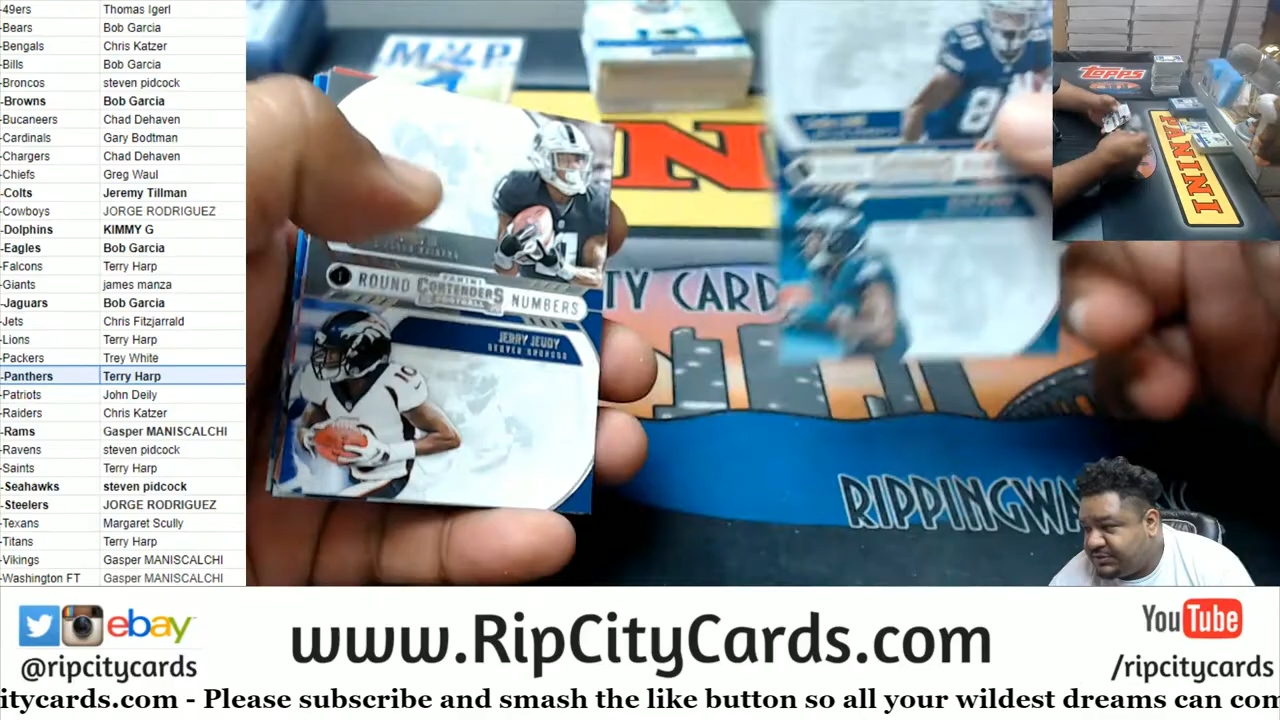 -49ers Thomas Igerl
-Bears Bob Garcia
-Bengals Chris Katzer
-Bills Bob Garcia
-Broncos steven pidcock
-Browns Bob Garcia
-Bucaneers Chad Dehaven
-Cardinals Gary Bodtman
-Chargers Chad Dehaven
-Chiefs Greg Waul
-Colts Jeremy Tillman
-Cowboys JORGE RODRIGUEZ
-Dolphins KIMMY G
-Eagles Bob Garcia
-Falcons Terry Harp
-Giants james manza
-Jaguars Bob Garcia
-Jets Chris Fitzjarrald
-Lions Terry Harp
-Packers Trey White
-Panthers Terry Harp
-Patriots John Deily
-Raiders Chris Katzer
-Rams Gasper MANISCALCHI
-Ravens steven pidcock
-Saints Terry Harp
-Seahawks steven pidcock
-Steelers JORGE RODRIGUEZ
-Texans Margaret Scully
-Titans Terry Harp
-Vikings Gasper MANISCALCHI
-Washington FT Gasper MANISCALCHI
ROUND PANINI CONTENDERS FOOTBALL NUMBERS
JERRY JEUDY
DENVER BRONCOS
10
TY CARD
RIPPINGWA
TOPPS
PANINI
ebay
@ripcitycards
www.RipCityCards.com
YouTube
/ripcitycards
itycards.com - Please subscribe and smash the like button so all your wildest dreams can com